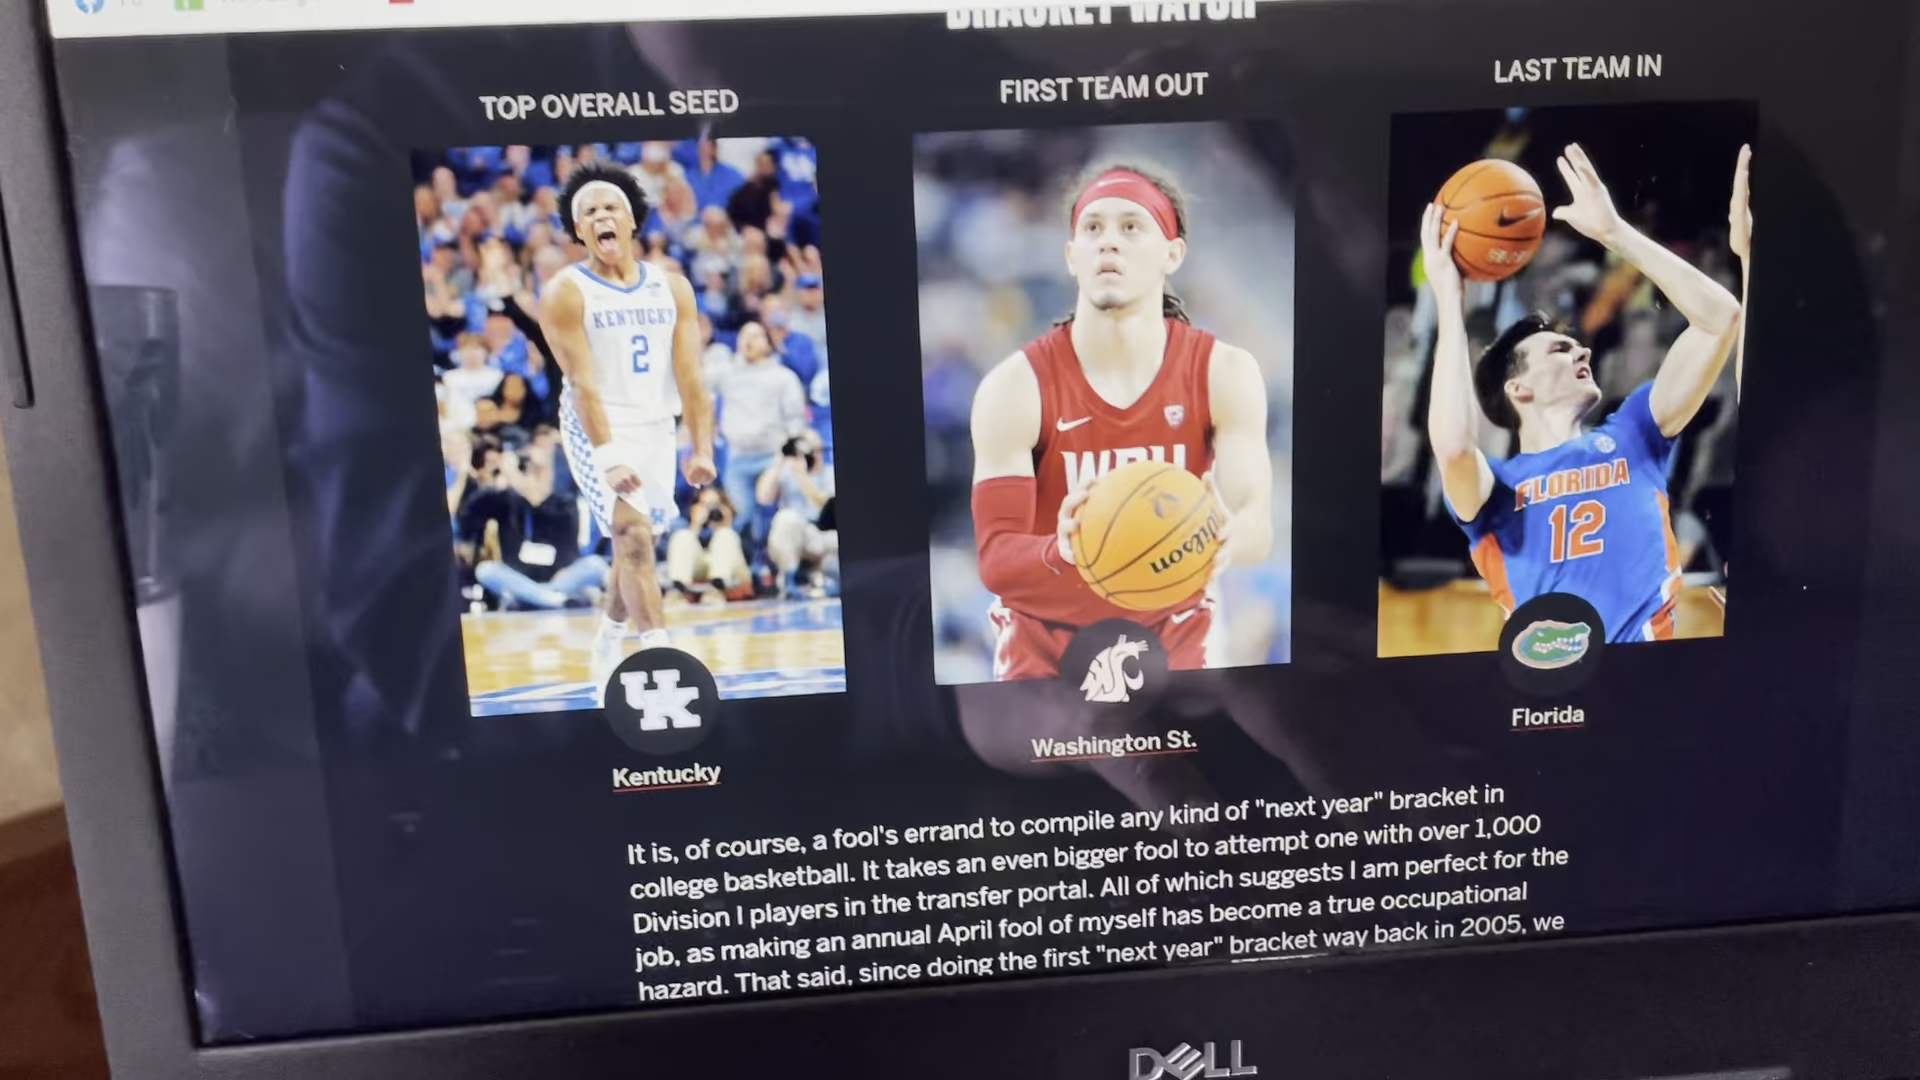 BRACKET WATCH
TOP OVERALL SEED
FIRST TEAM OUT
LAST TEAM IN
KENTUCKY
2
WSU
Wilson
FLORIDA
12
UK
Kentucky
Washington St.
Florida
It is, of course, a fool's errand to compile any kind of "next year" bracket in
college basketball. It takes an even bigger fool to attempt one with over 1,000
Division I players in the transfer portal. All of which suggests I am perfect for the
job, as making an annual April fool of myself has become a true occupational
hazard. That said, since doing the first "next year" bracket way back in 2005, we
DELL